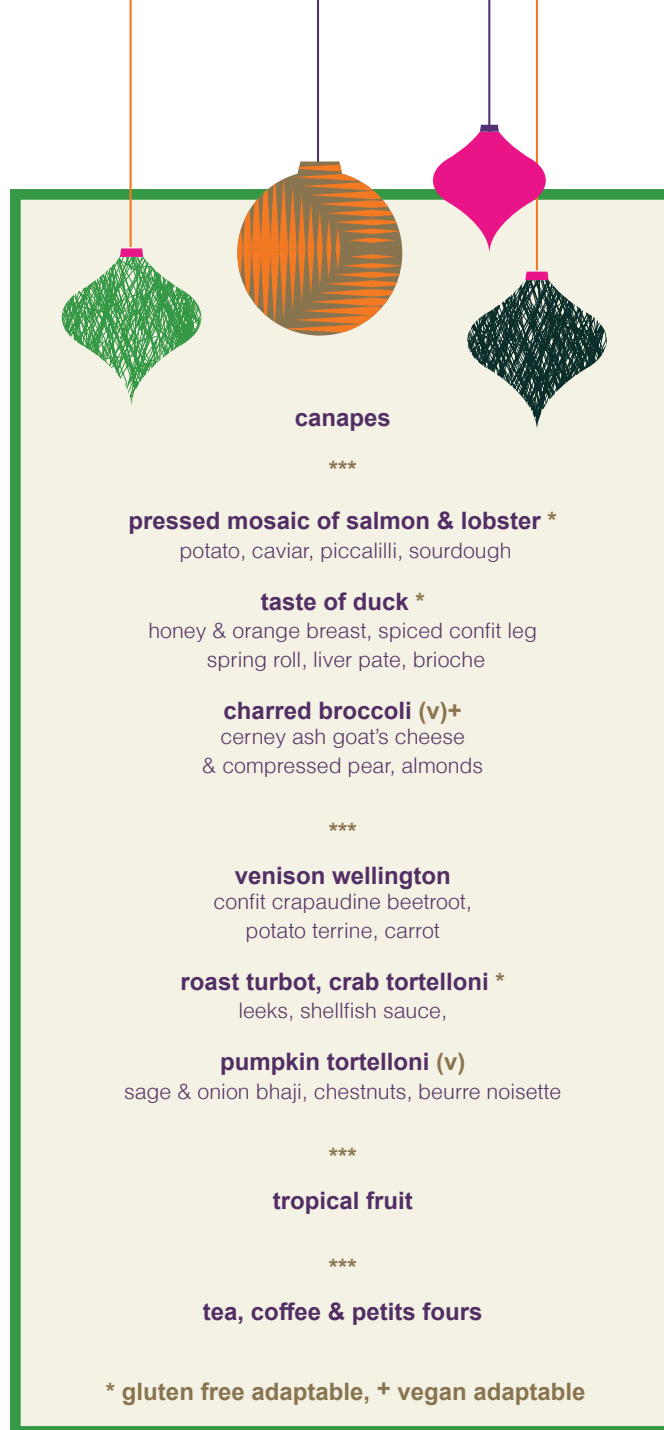 canapes
***
pressed mosaic of salmon & lobster *
potato, caviar, piccalilli, sourdough
taste of duck *
honey & orange breast, spiced confit leg
spring roll, liver pate, brioche
charred broccoli (v)+
cerney ash goat’s cheese
& compressed pear, almonds
***
venison wellington
confit crapaudine beetroot,
potato terrine, carrot
roast turbot, crab tortelloni *
leeks, shellfish sauce,
pumpkin tortelloni (v)
sage & onion bhaji, chestnuts, beurre noisette
***
tropical fruit
***
tea, coffee & petits fours
* gluten free adaptable, + vegan adaptable